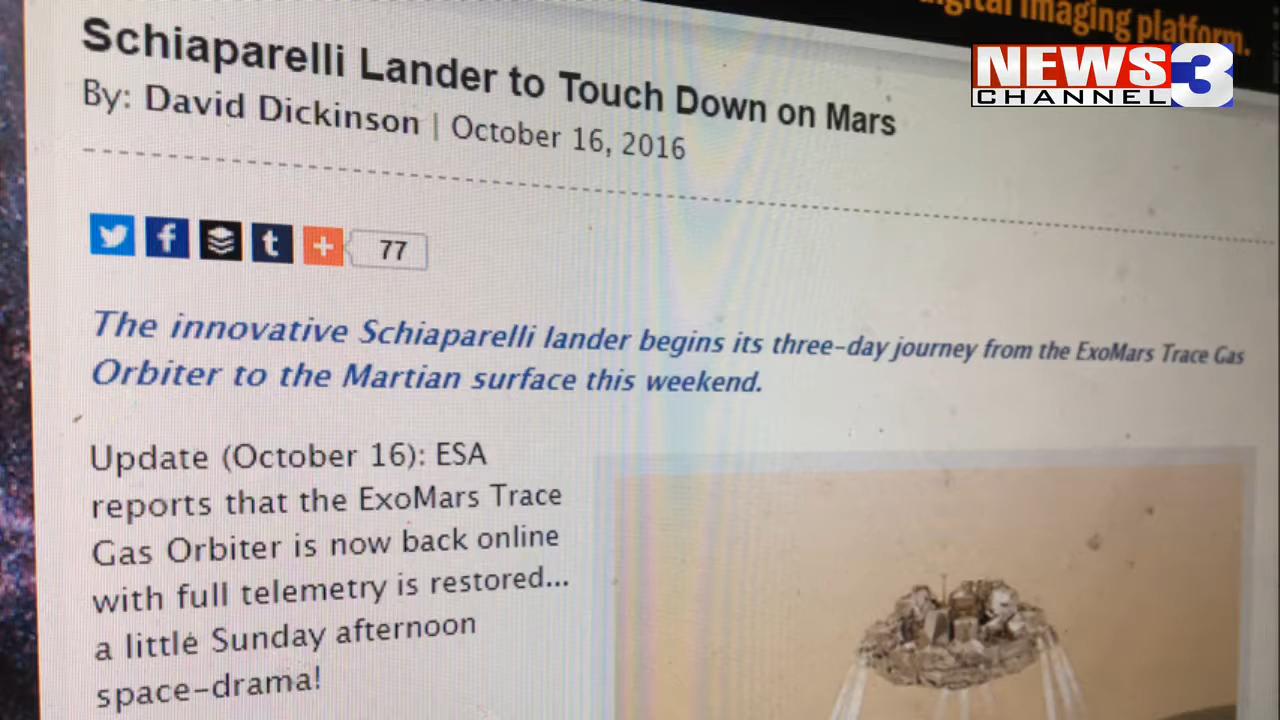 digital imaging platform.
NEWS
CHANNEL 3
Schiaparelli Lander to Touch Down on Mars
By: David Dickinson | October 16, 2016
f t + 77
The innovative Schiaparelli lander begins its three-day journey from the ExoMars Trace Gas
Orbiter to the Martian surface this weekend.
Update (October 16): ESA
reports that the ExoMars Trace
Gas Orbiter is now back online
with full telemetry is restored...
a little Sunday afternoon
space-drama!